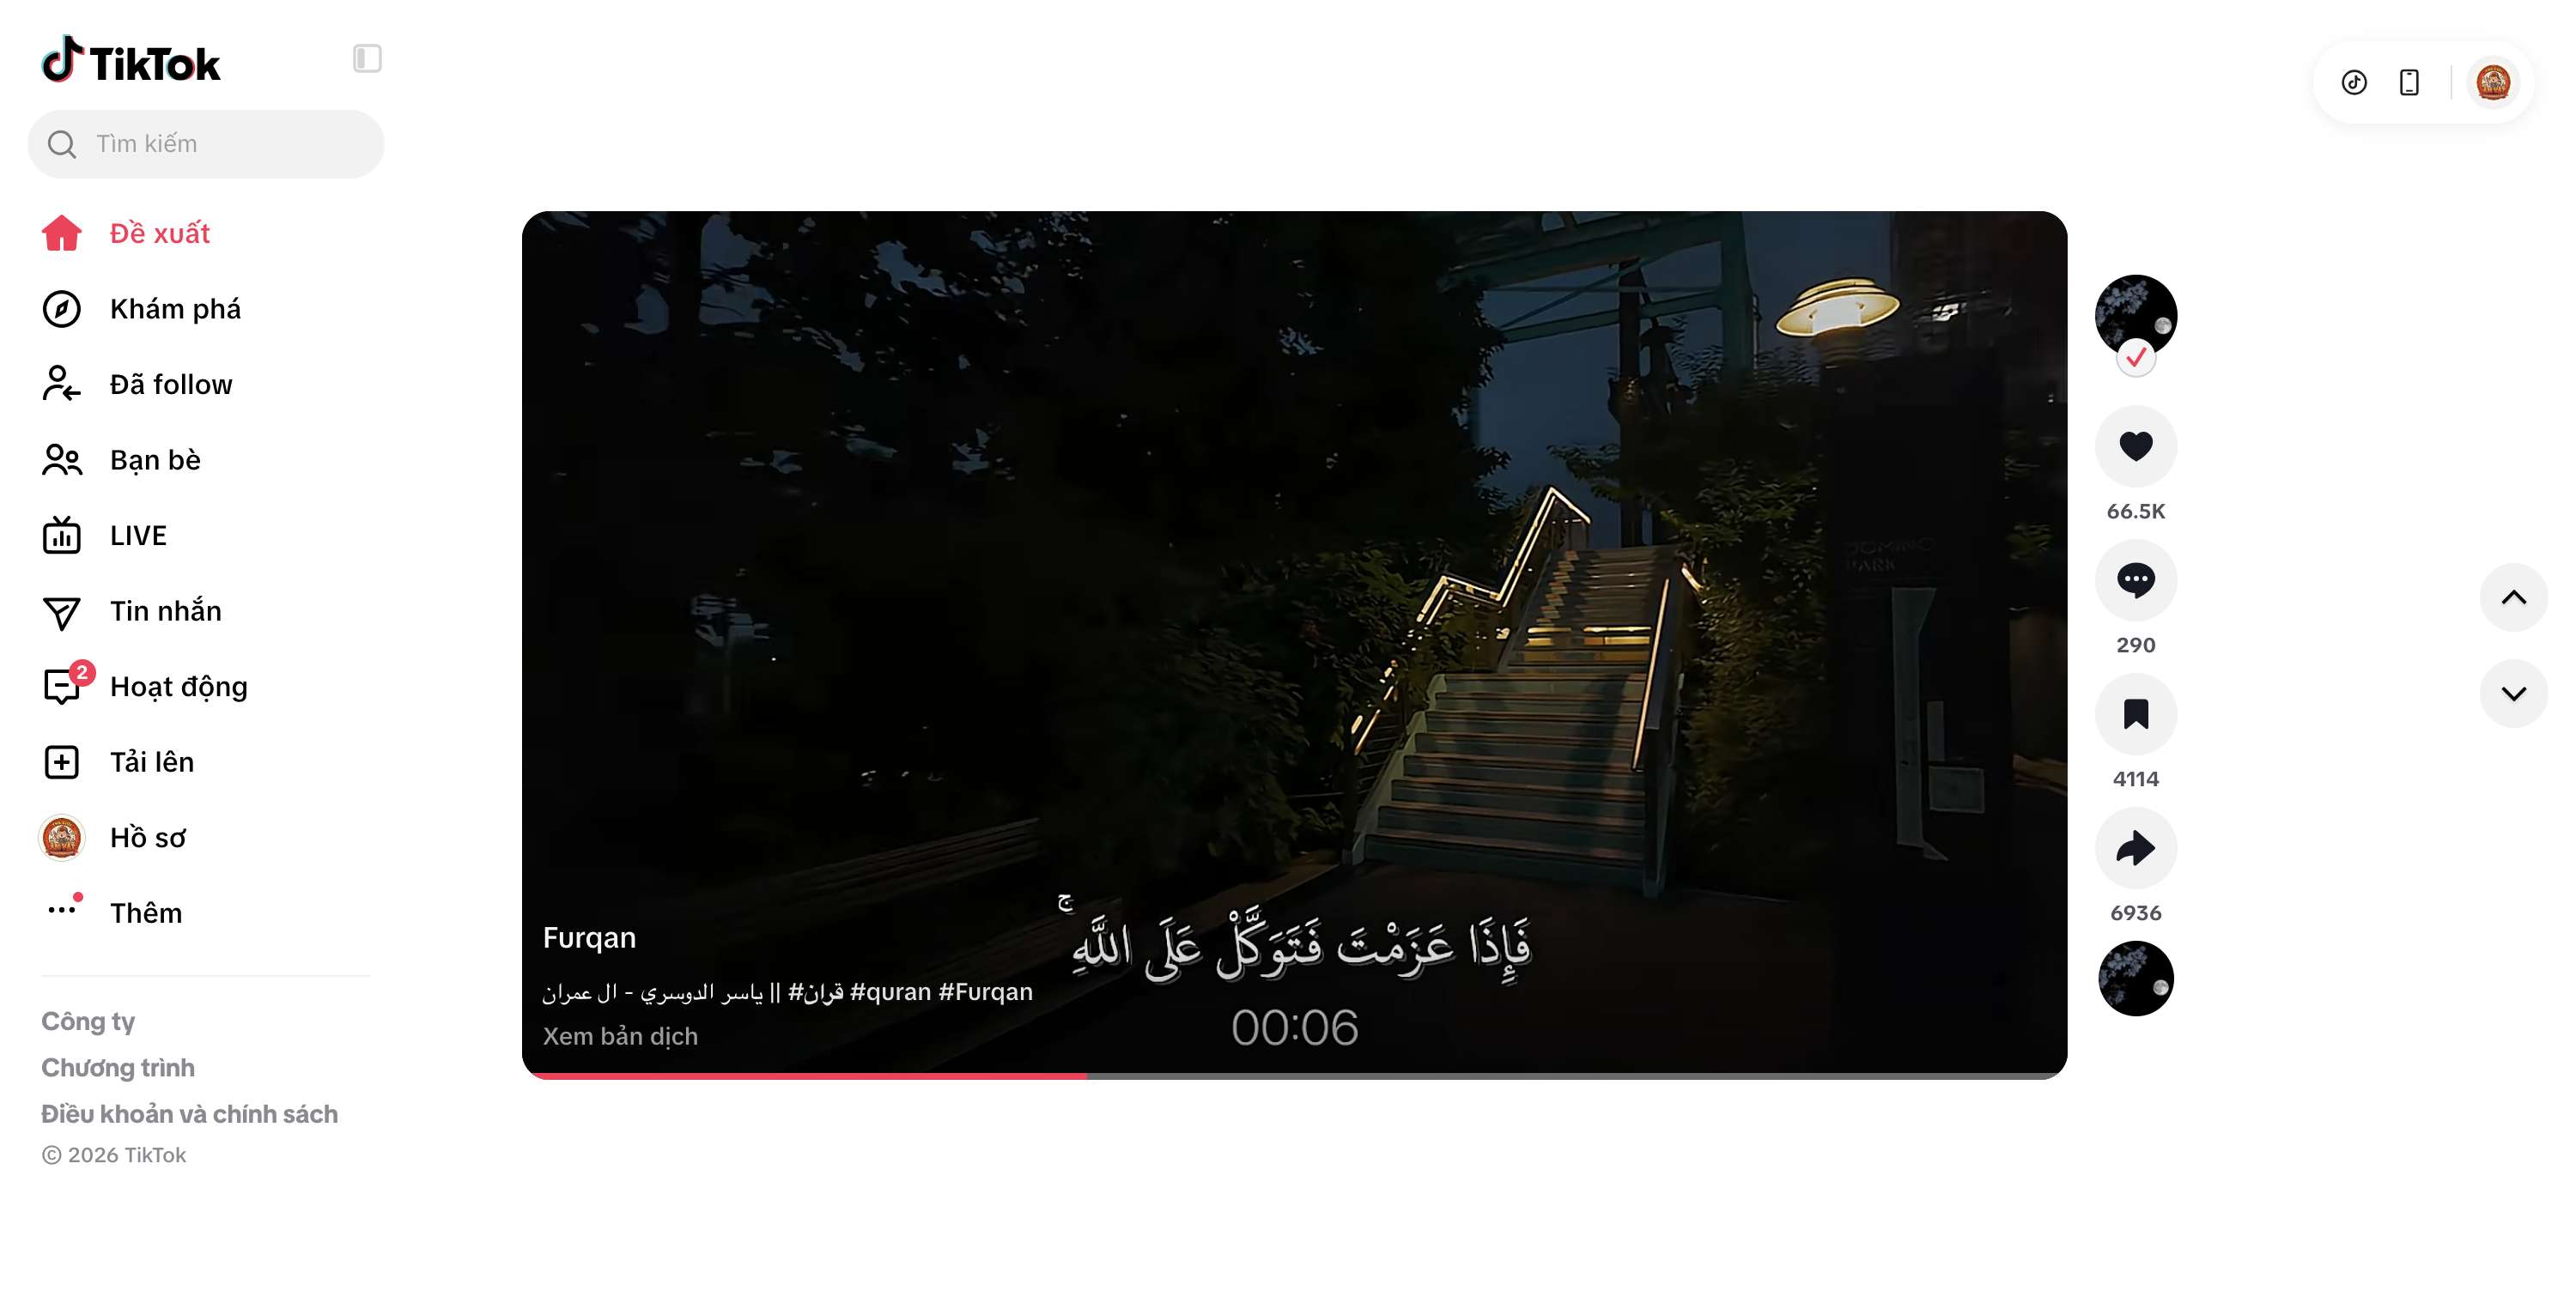 TikTok
Tìm kiếm
Đề xuất
Khám phá
Đã follow
Bạn bè
LIVE
Tin nhắn
2
Hoạt động
Tải lên
Hồ sơ
Thêm
Công ty
Chương trình
Điều khoản và chính sách
© 2026 TikTok
DOMINO
PARK
فَإِذَا عَزَمْتَ فَتَوَكَّلْ عَلَى اللَّهِ ۚ
00:06
Furqan
ياسر الدوسري - ال عمران || #قران #quran #Furqan
Xem bản dịch
66.5K
290
4114
6936